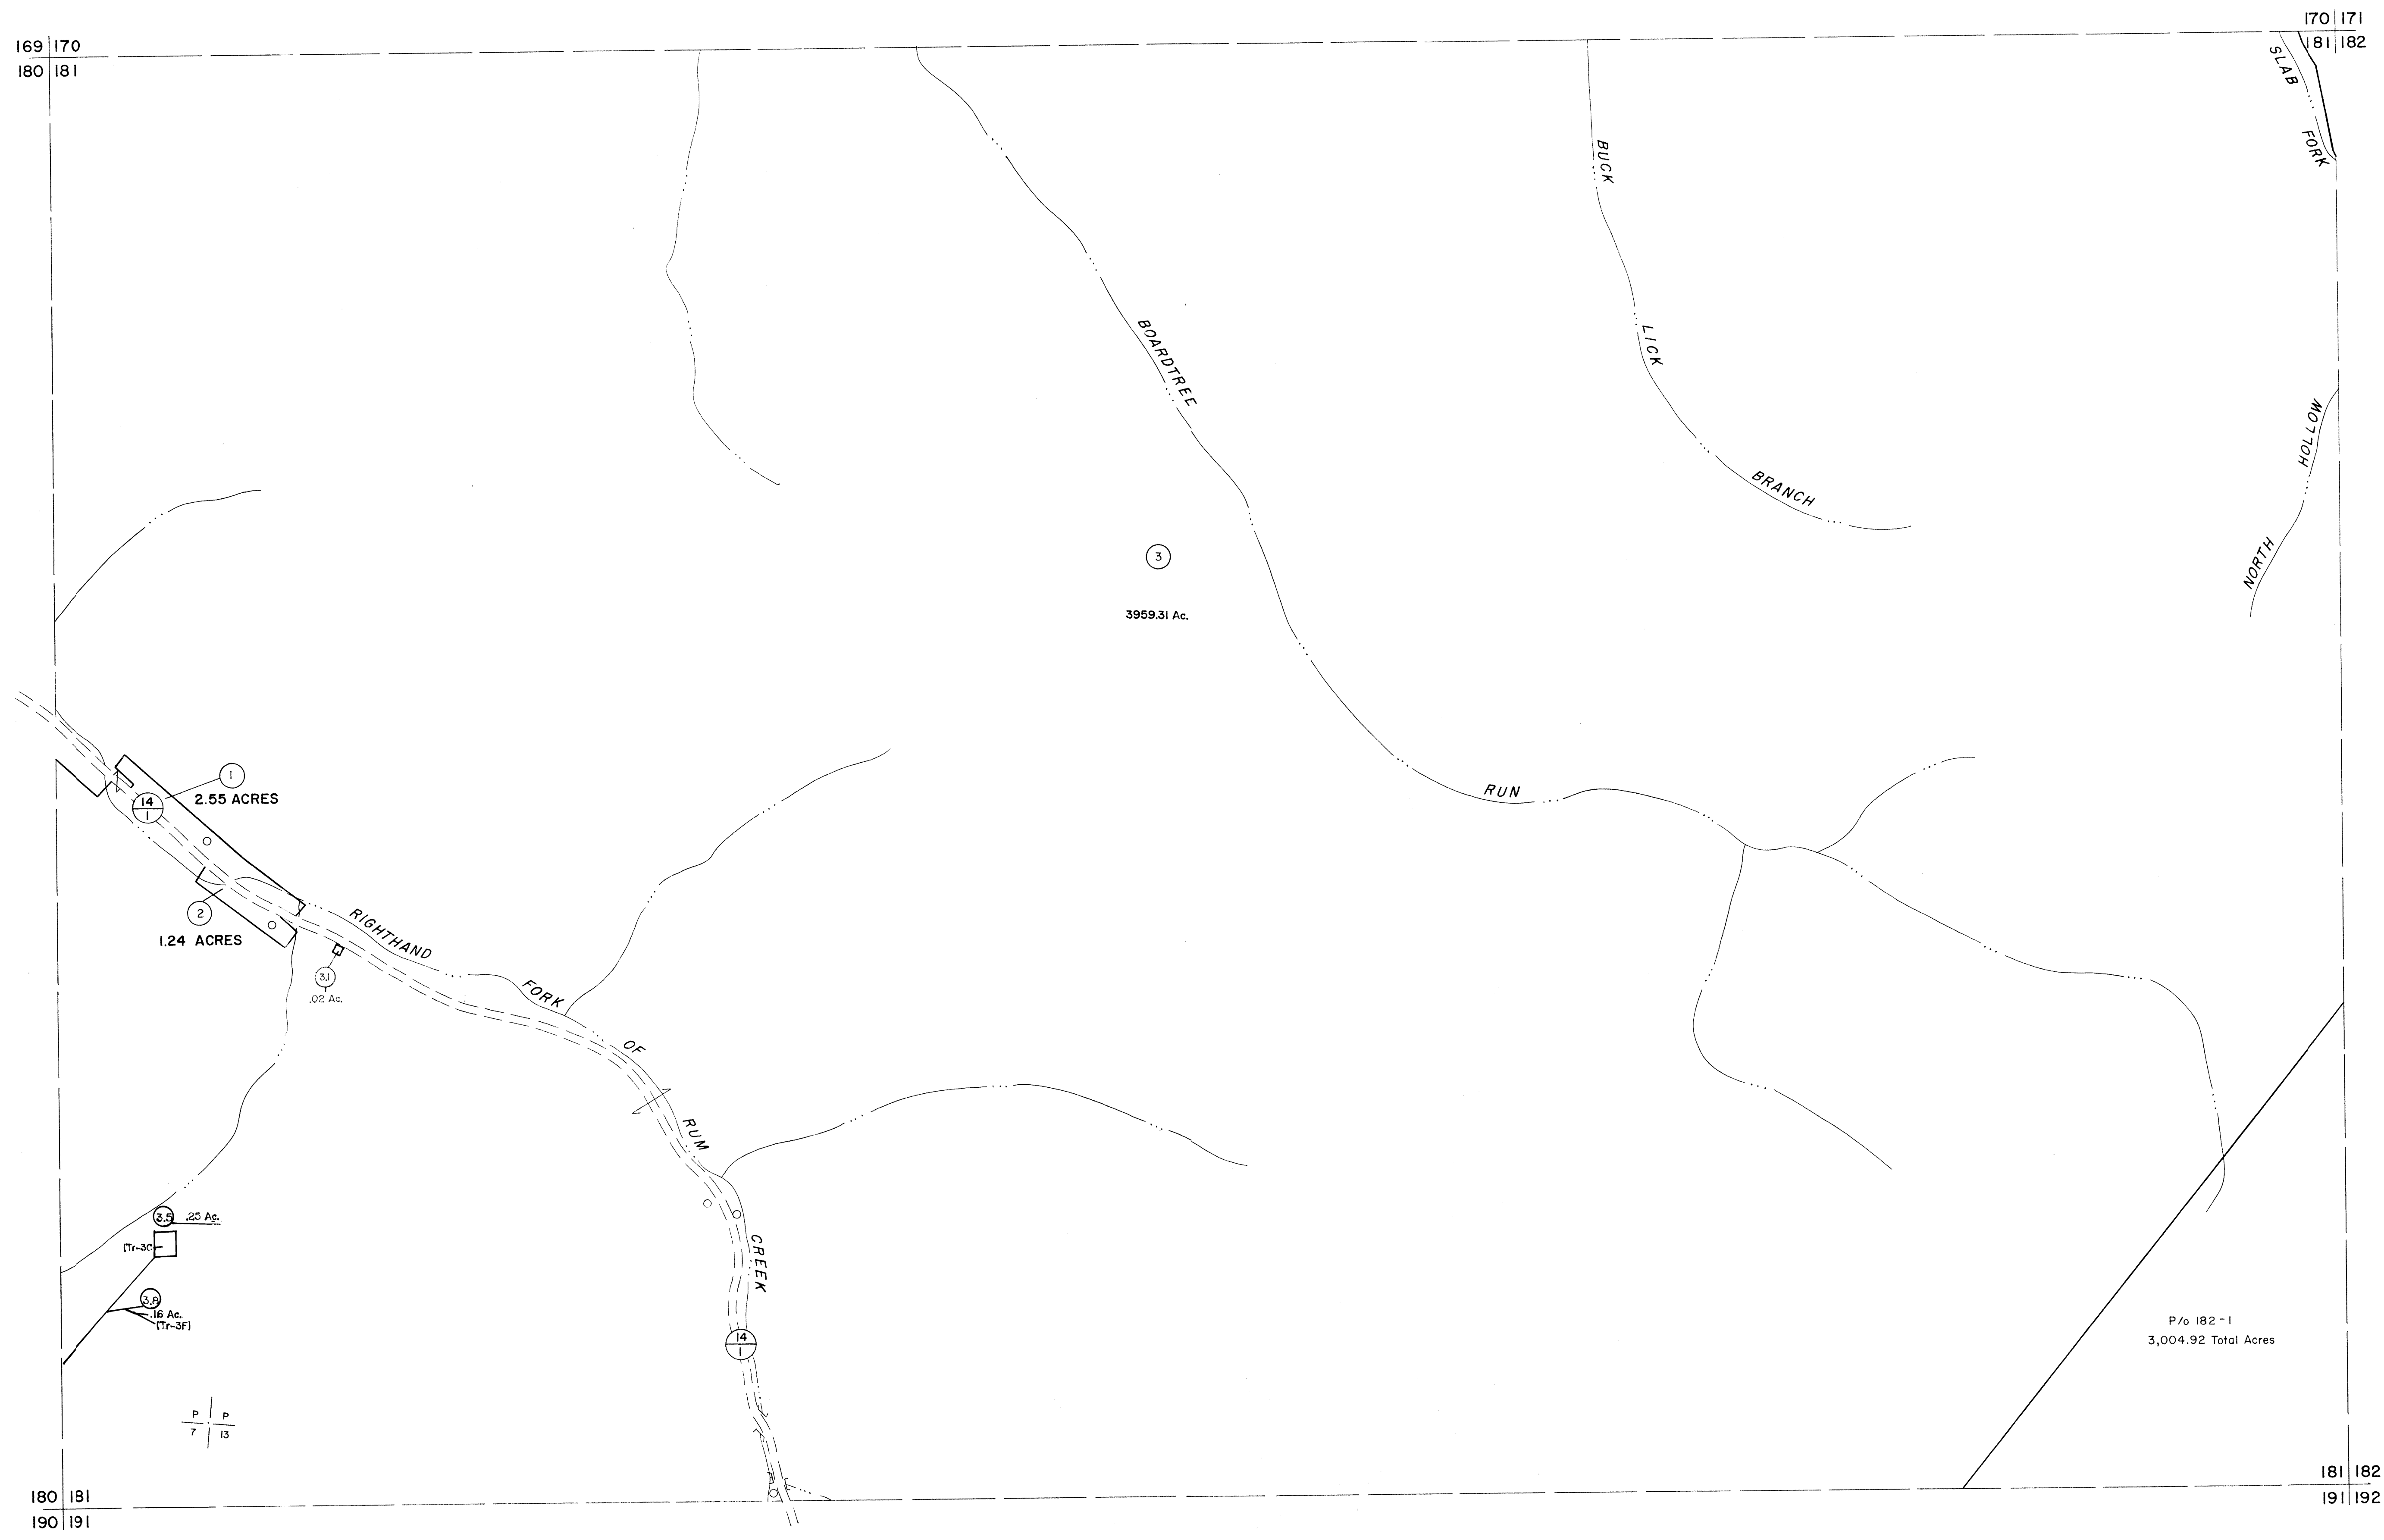 169 170
180 181
170 171
181 182
SLAB
FORK
BUCK
LICK
BRANCH
BOARDTREE
RUN
NORTH
HOLLOW
3
3959.31 Ac.
1
2.55 ACRES
14
1
2
1.24 ACRES
3.1
.02 Ac.
RIGHTHAND
FORK
OF
RUM
CREEK
3.5 .25 Ac.
(Tr-3C
3.8
.16 Ac.
(Tr-3F)
14
1
P/o 182-1
3,004.92 Total Acres
P P
7 13
180 181
190 191
181 182
191 192